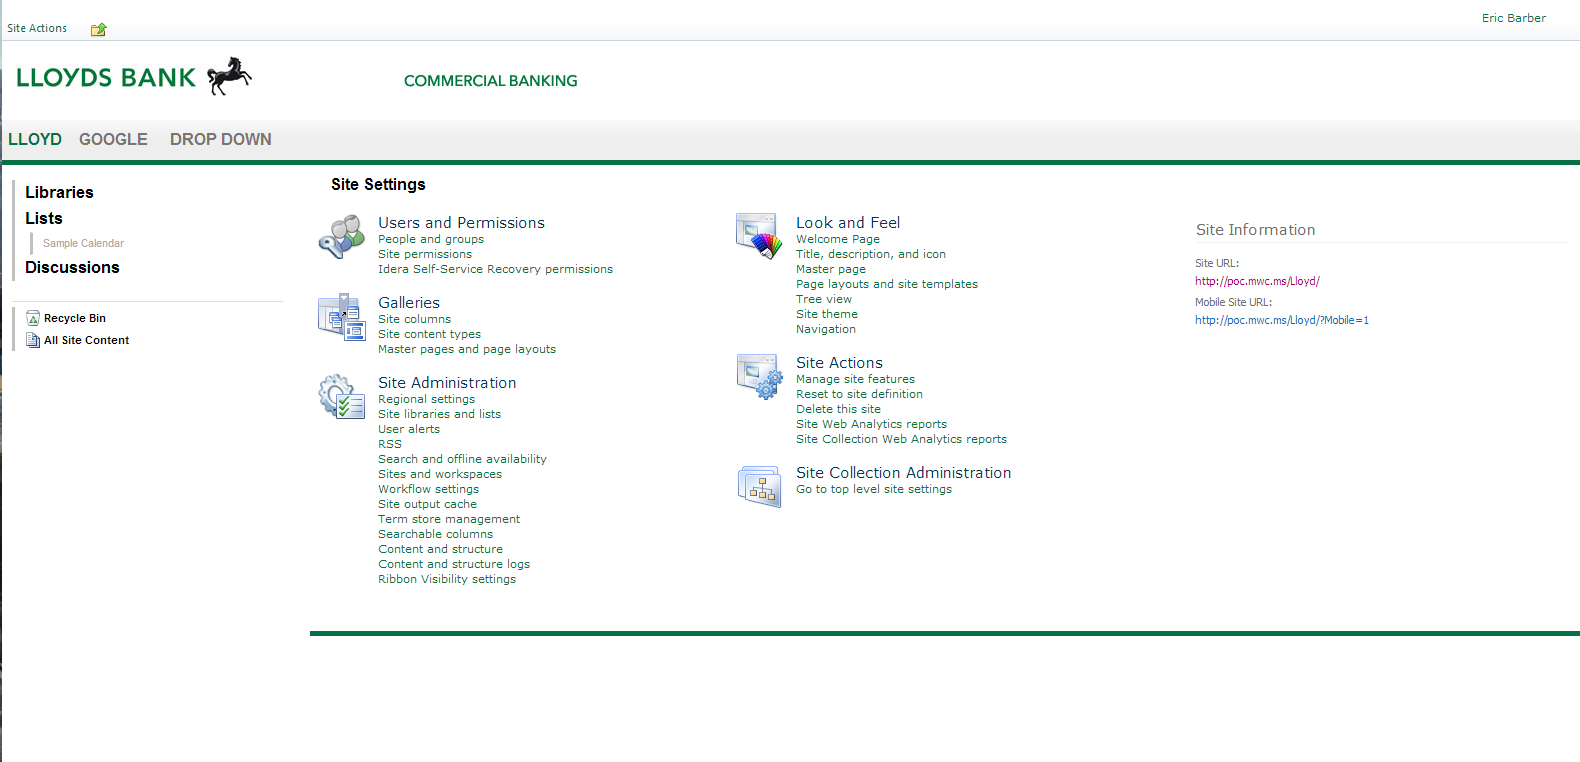 Site Actions
Eric Barber
LLOYDS BANK
COMMERCIAL BANKING
LLOYD GOOGLE DROP DOWN
Libraries
Lists
Sample Calendar
Discussions
Recycle Bin
All Site Content
Site Settings
Users and Permissions
People and groups
Site permissions
Idera Self-Service Recovery permissions
Galleries
Site columns
Site content types
Master pages and page layouts
Site Administration
Regional settings
Site libraries and lists
User alerts
RSS
Search and offline availability
Sites and workspaces
Workflow settings
Site output cache
Term store management
Searchable columns
Content and structure
Content and structure logs
Ribbon Visibility settings
Look and Feel
Welcome Page
Title, description, and icon
Master page
Page layouts and site templates
Tree view
Site theme
Navigation
Site Actions
Manage site features
Reset to site definition
Delete this site
Site Web Analytics reports
Site Collection Web Analytics reports
Site Collection Administration
Go to top level site settings
Site Information
Site URL:
http://poc.mwc.ms/Lloyd/
Mobile Site URL:
http://poc.mwc.ms/Lloyd/?Mobile=1